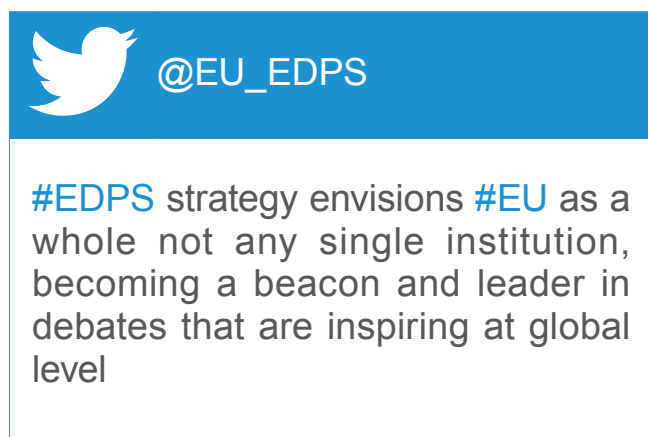 @EU_EDPS
#EDPS strategy envisions #EU as a
whole not any single institution,
becoming a beacon and leader in
debates that are inspiring at global
level